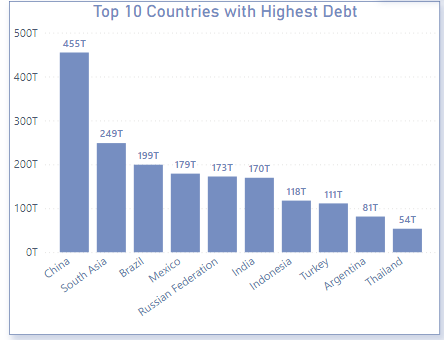 Top 10 Countries with Highest Debt
500T
400T
300T
200T
100T
0T
455T
249T
199T
179T
173T
170T
118T
111T
81T
54T
China
South Asia
Brazil
Mexico
Russian Federation
India
Indonesia
Turkey
Argentina
Thailand